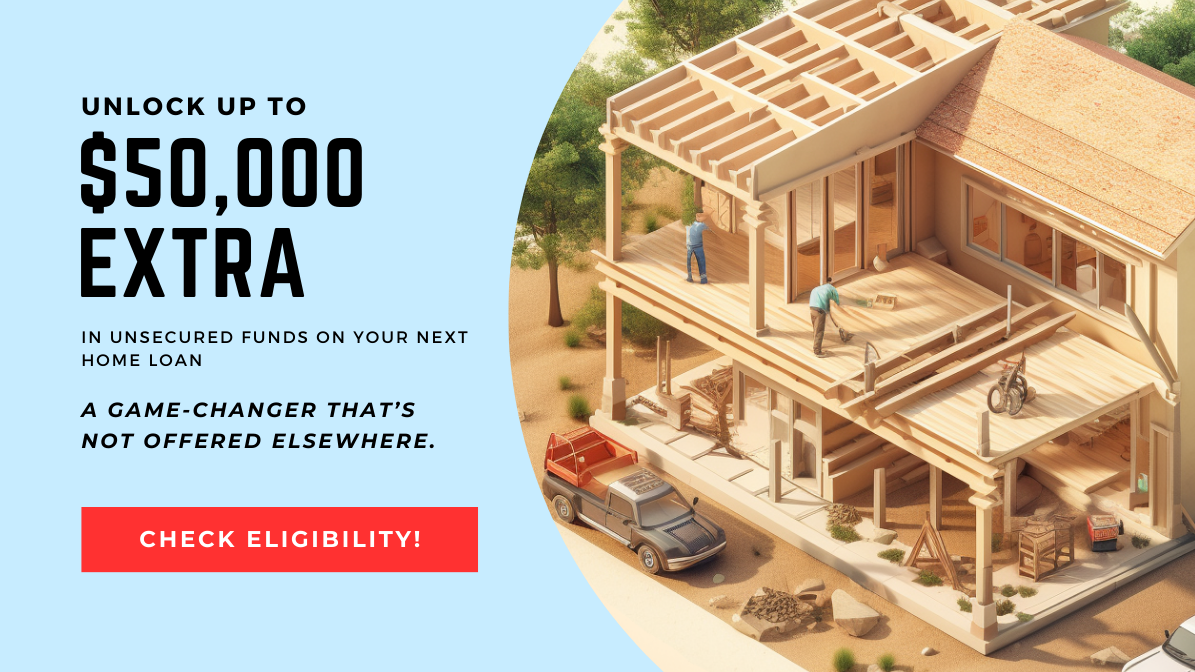 UNLOCK UP TO
$50,000
EXTRA
IN UNSECURED FUNDS ON YOUR NEXT
HOME LOAN
A GAME-CHANGER THAT’S
NOT OFFERED ELSEWHERE.
CHECK ELIGIBILITY!